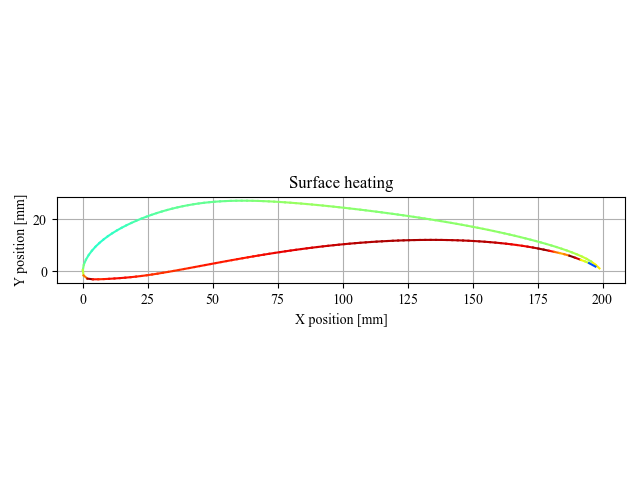 Surface heating
Y position [mm]
20
0
0 25 50 75 100 125 150 175 200
X position [mm]